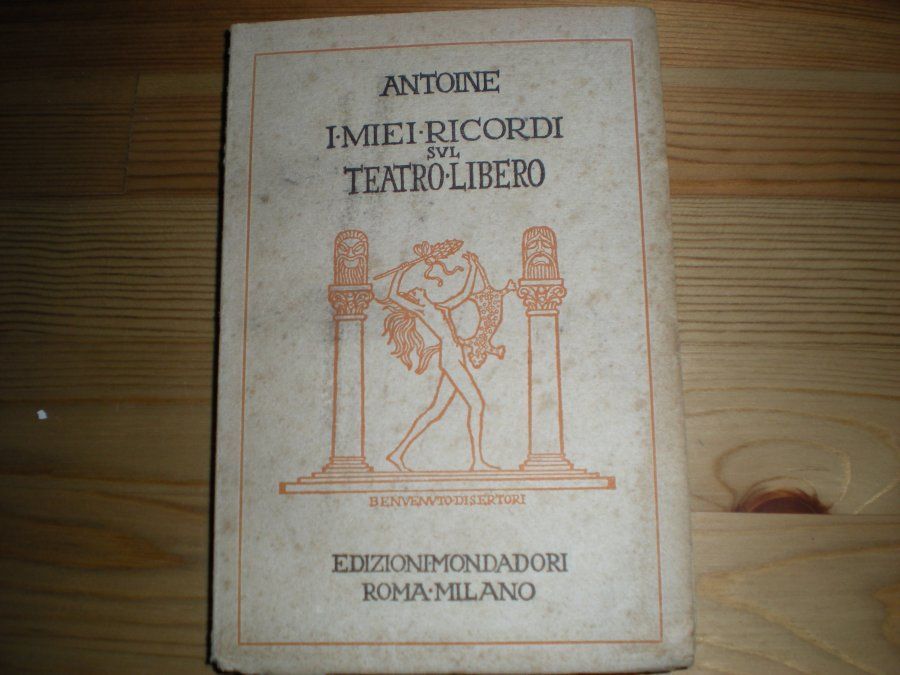 ANTOINE
I·MIEI·RICORDI
SVL
TEATRO·LIBERO
BENVENVTO·DISERTORI
EDIZIONI·MONDADORI
ROMA·MILANO